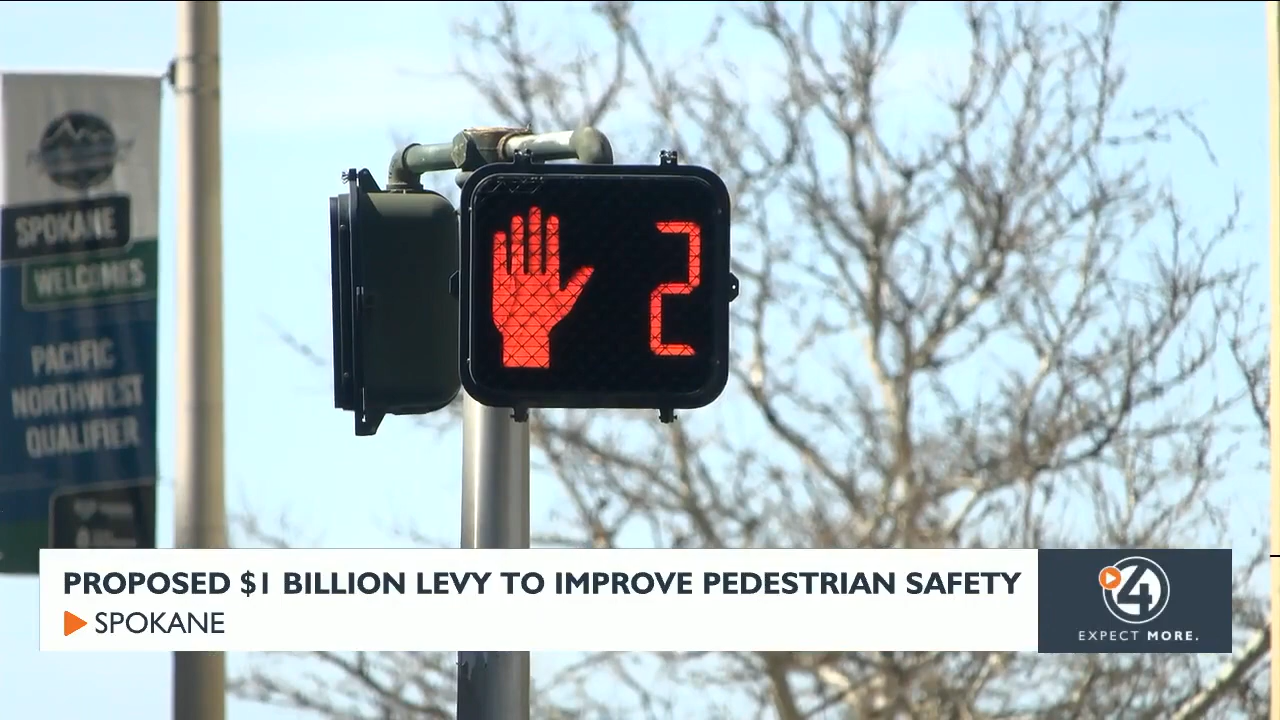 SPOKANE
WELCOMES
PACIFIC
NORTHWEST
QUALIFIER
2
PROPOSED $1 BILLION LEVY TO IMPROVE PEDESTRIAN SAFETY
SPOKANE
4
EXPECT MORE.